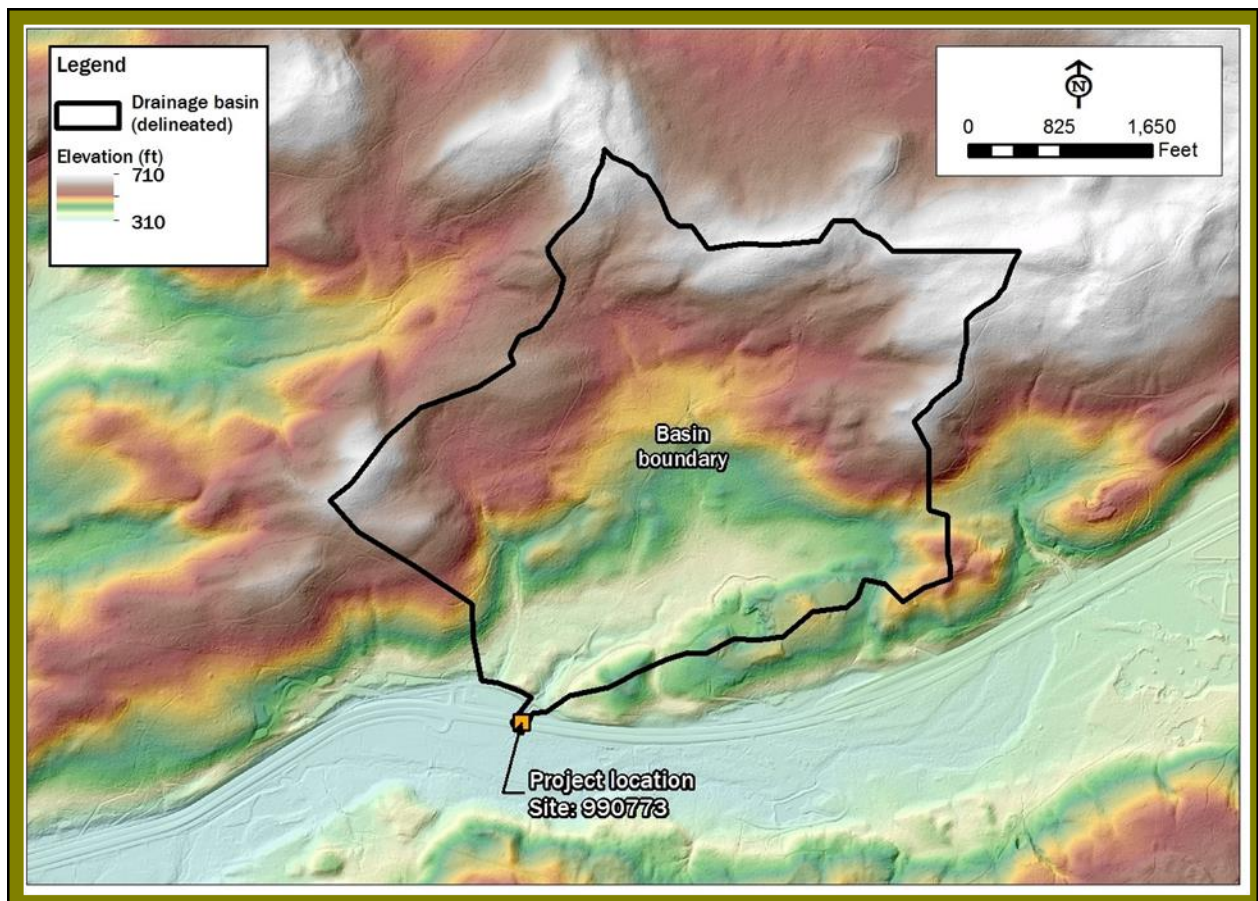 Legend
Drainage basin
(delineated)
Elevation (ft)
710
310
N
0 825 1,650
Feet
Basin
boundary
Project location
Site: 990773